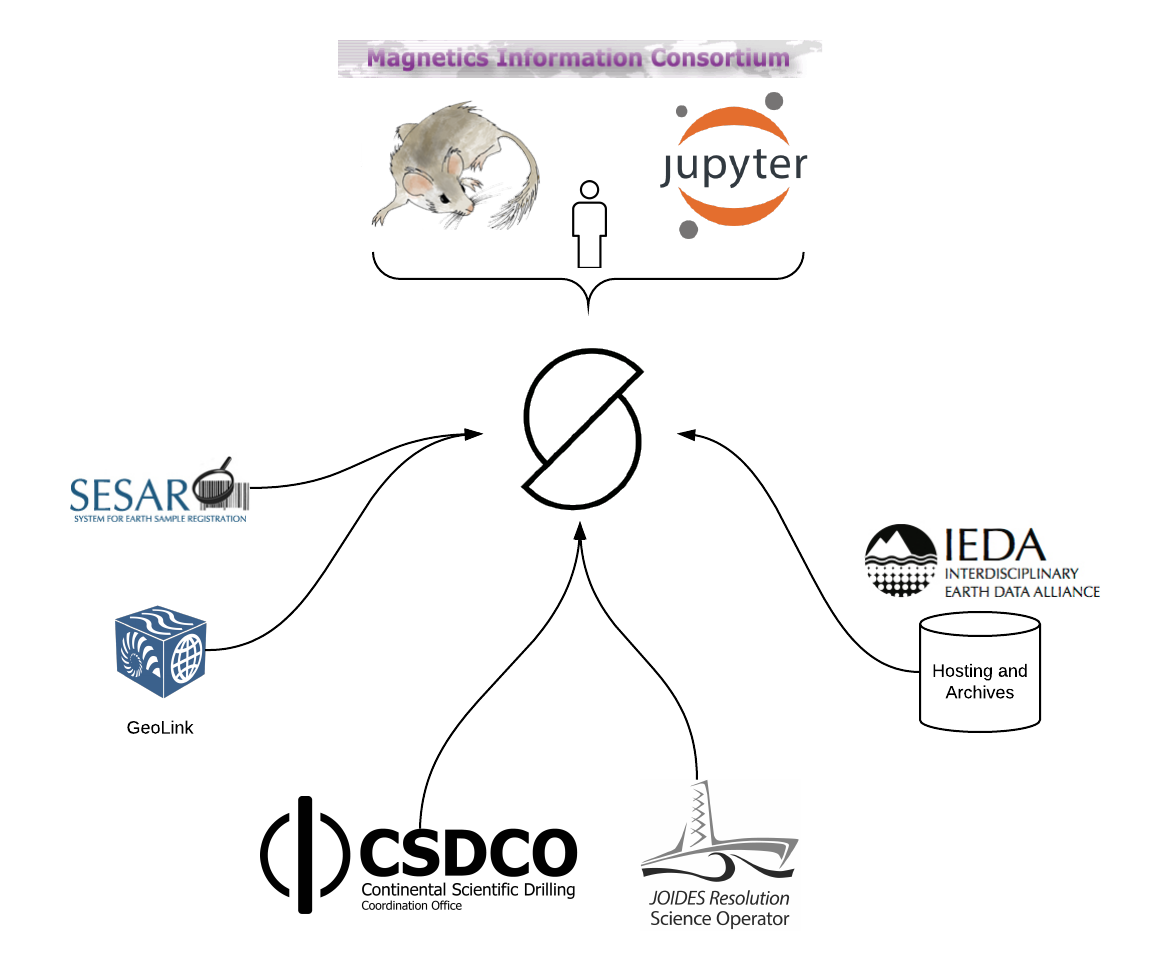 Magnetics Information Consortium
jupyter
SESAR
SYSTEM FOR EARTH SAMPLE REGISTRATION
IEDA
INTERDISCIPLINARY
EARTH DATA ALLIANCE
Hosting and
Archives
GeoLink
CSDCO
Continental Scientific Drilling
Coordination Office
JOIDES Resolution
Science Operator